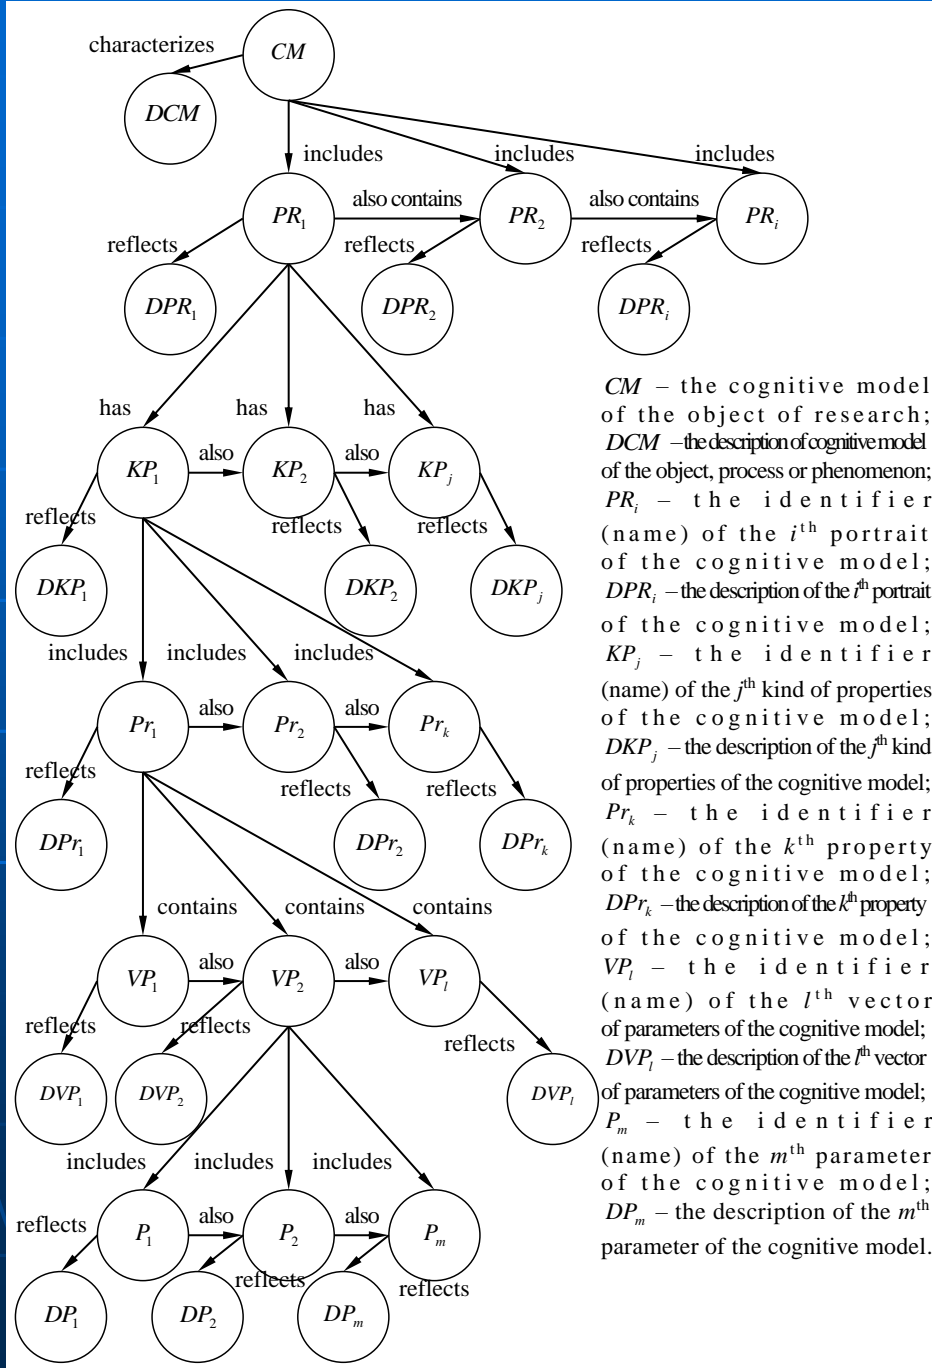 characterizes
CM
DCM
includes includes includes
PR₁ also contains PR₂ also contains PRᵢ
reflects reflects reflects
DPR₁ DPR₂ DPRᵢ
has has has
KP₁ also KP₂ also KPⱼ
reflects reflects reflects
DKP₁ DKP₂ DKPⱼ
includes includes includes
Pr₁ also Pr₂ also Prₖ
reflects reflects reflects
DPr₁ DPr₂ DPrₖ
contains contains contains
VP₁ also VP₂ also VPₗ
reflects reflects reflects
DVP₁ DVP₂ DVPₗ
includes includes includes
P₁ also P₂ also Pₘ
reflects reflects reflects
DP₁ DP₂ DPₘ
CM – the cognitive model
of the object of research;
DCM – the description of cognitive model
of the object, process or phenomenon;
PRᵢ – the identifier
(name) of the iᵗʰ portrait
of the cognitive model;
DPRᵢ – the description of the iᵗʰ portrait
of the cognitive model;
KPⱼ – the identifier
(name) of the jᵗʰ kind of properties
of the cognitive model;
DKPⱼ – the description of the jᵗʰ kind
of properties of the cognitive model;
Prₖ – the identifier
(name) of the kᵗʰ property
of the cognitive model;
DPrₖ – the description of the kᵗʰ property
of the cognitive model;
VPₗ – the identifier
(name) of the lᵗʰ vector
of parameters of the cognitive model;
DVPₗ – the description of the lᵗʰ vector
of parameters of the cognitive model;
Pₘ – the identifier
(name) of the mᵗʰ parameter
of the cognitive model;
DPₘ – the description of the mᵗʰ
parameter of the cognitive model.